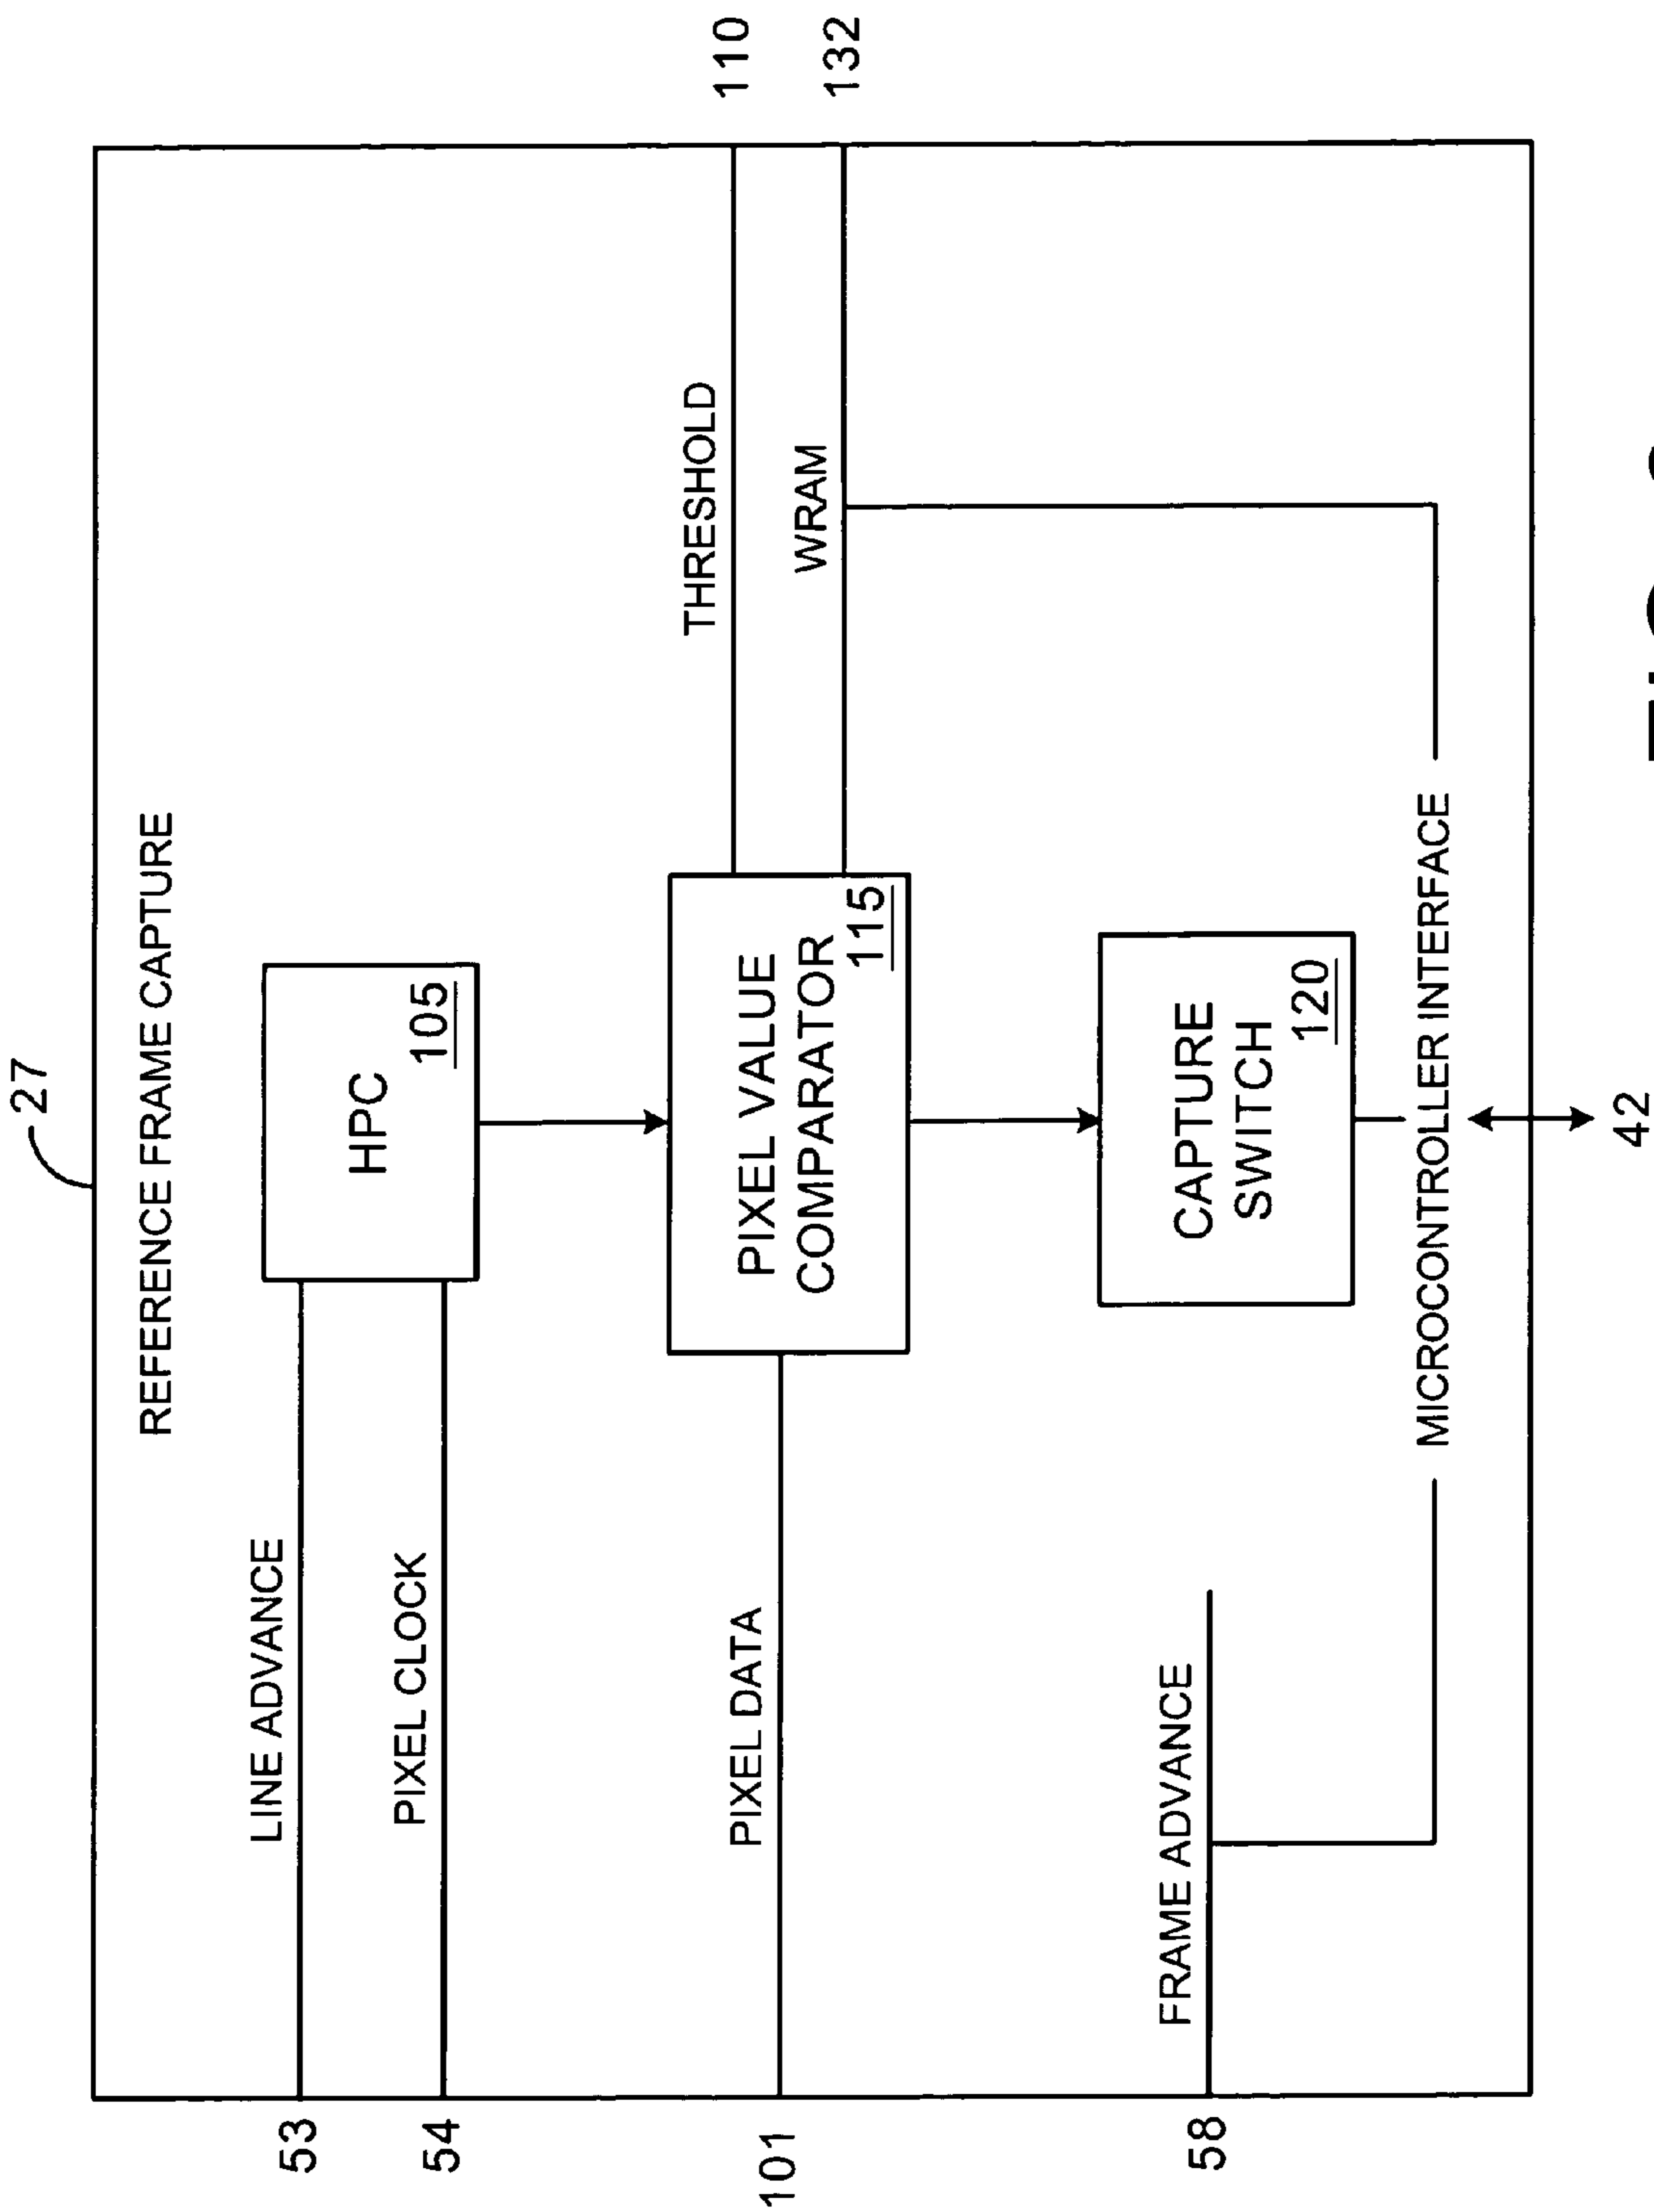 27
REFERENCE FRAME CAPTURE
53
LINE ADVANCE
HPC
105
54
PIXEL CLOCK
THRESHOLD
110
101
PIXEL DATA
PIXEL VALUE
COMPARATOR
115
WRAM
132
58
FRAME ADVANCE
CAPTURE
SWITCH
120
MICROCONTROLLER INTERFACE
42